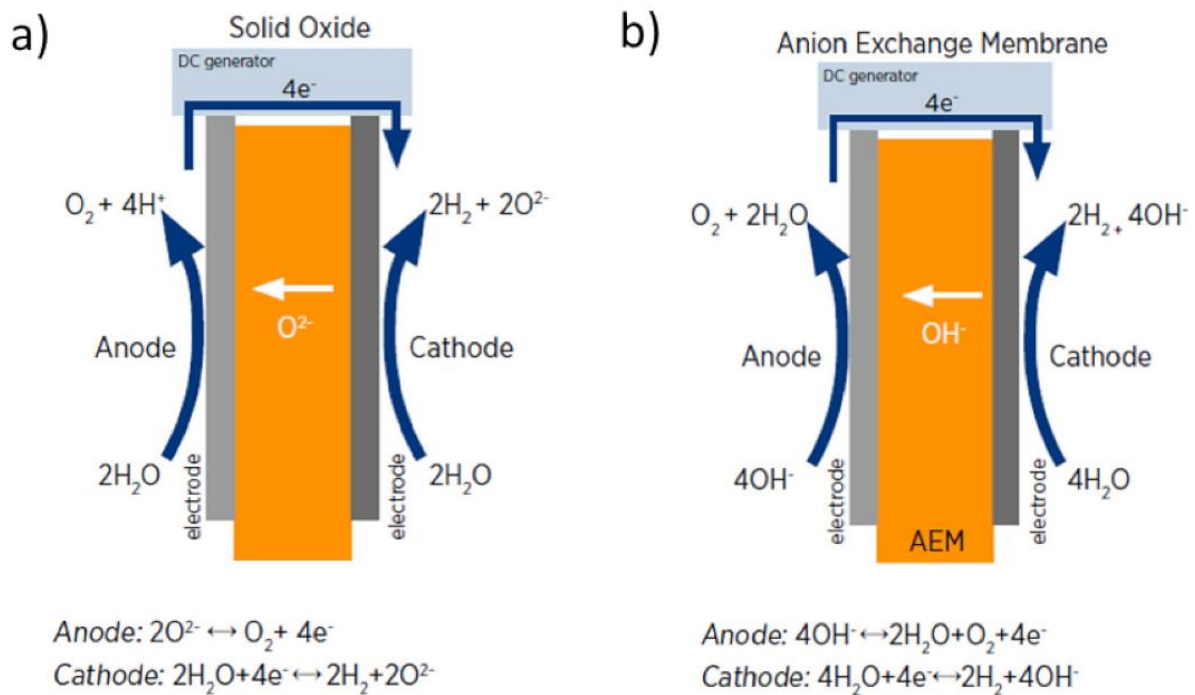 a)
Solid Oxide
DC generator
4e⁻
O₂ + 4H⁺
2H₂ + 2O²⁻
O²⁻
Anode
Cathode
2H₂O
electrode
electrode
2H₂O
Anode: 2O²⁻ ↔ O₂+ 4e⁻
Cathode: 2H₂O+4e⁻↔ 2H₂+2O²⁻
b)
Anion Exchange Membrane
DC generator
4e⁻
O₂ + 2H₂O
2H₂ + 4OH⁻
OH⁻
Anode
Cathode
4OH⁻
electrode
electrode
4H₂O
AEM
Anode: 4OH⁻↔2H₂O+O₂+4e⁻
Cathode: 4H₂O+4e⁻↔2H₂+4OH⁻